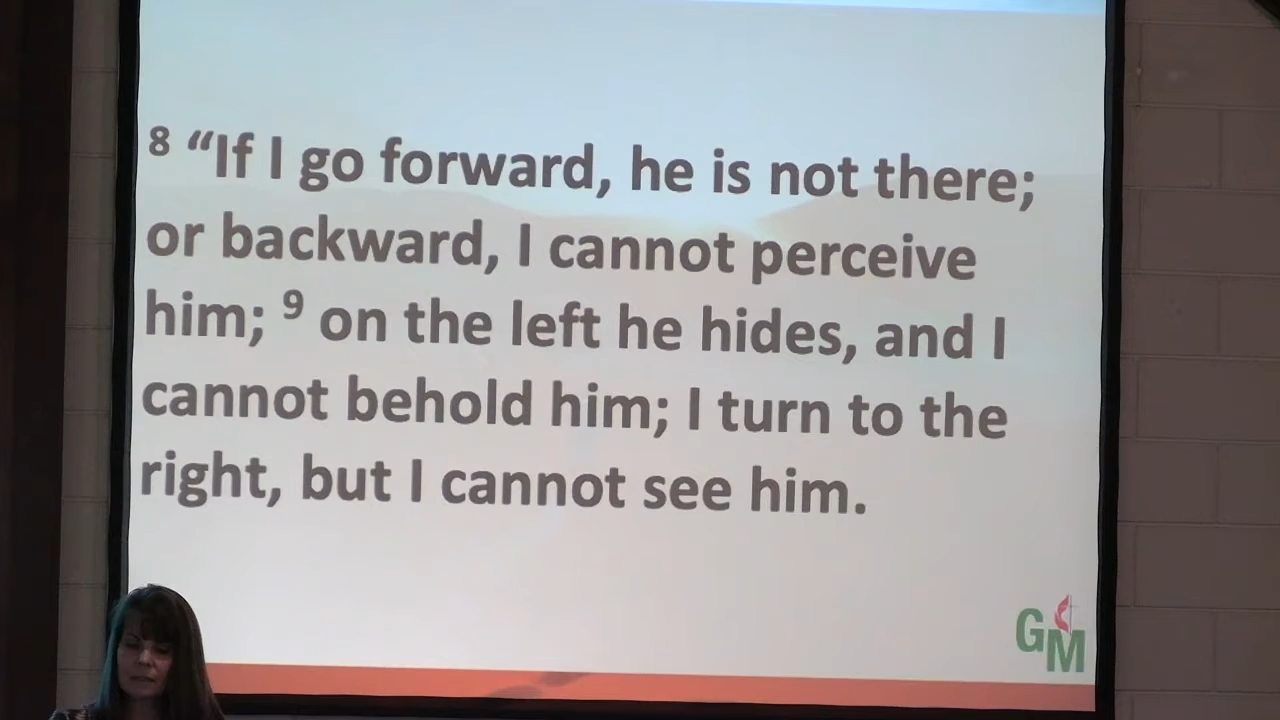 ⁸ “If I go forward, he is not there;
or backward, I cannot perceive
him; ⁹ on the left he hides, and I
cannot behold him; I turn to the
right, but I cannot see him.
GM